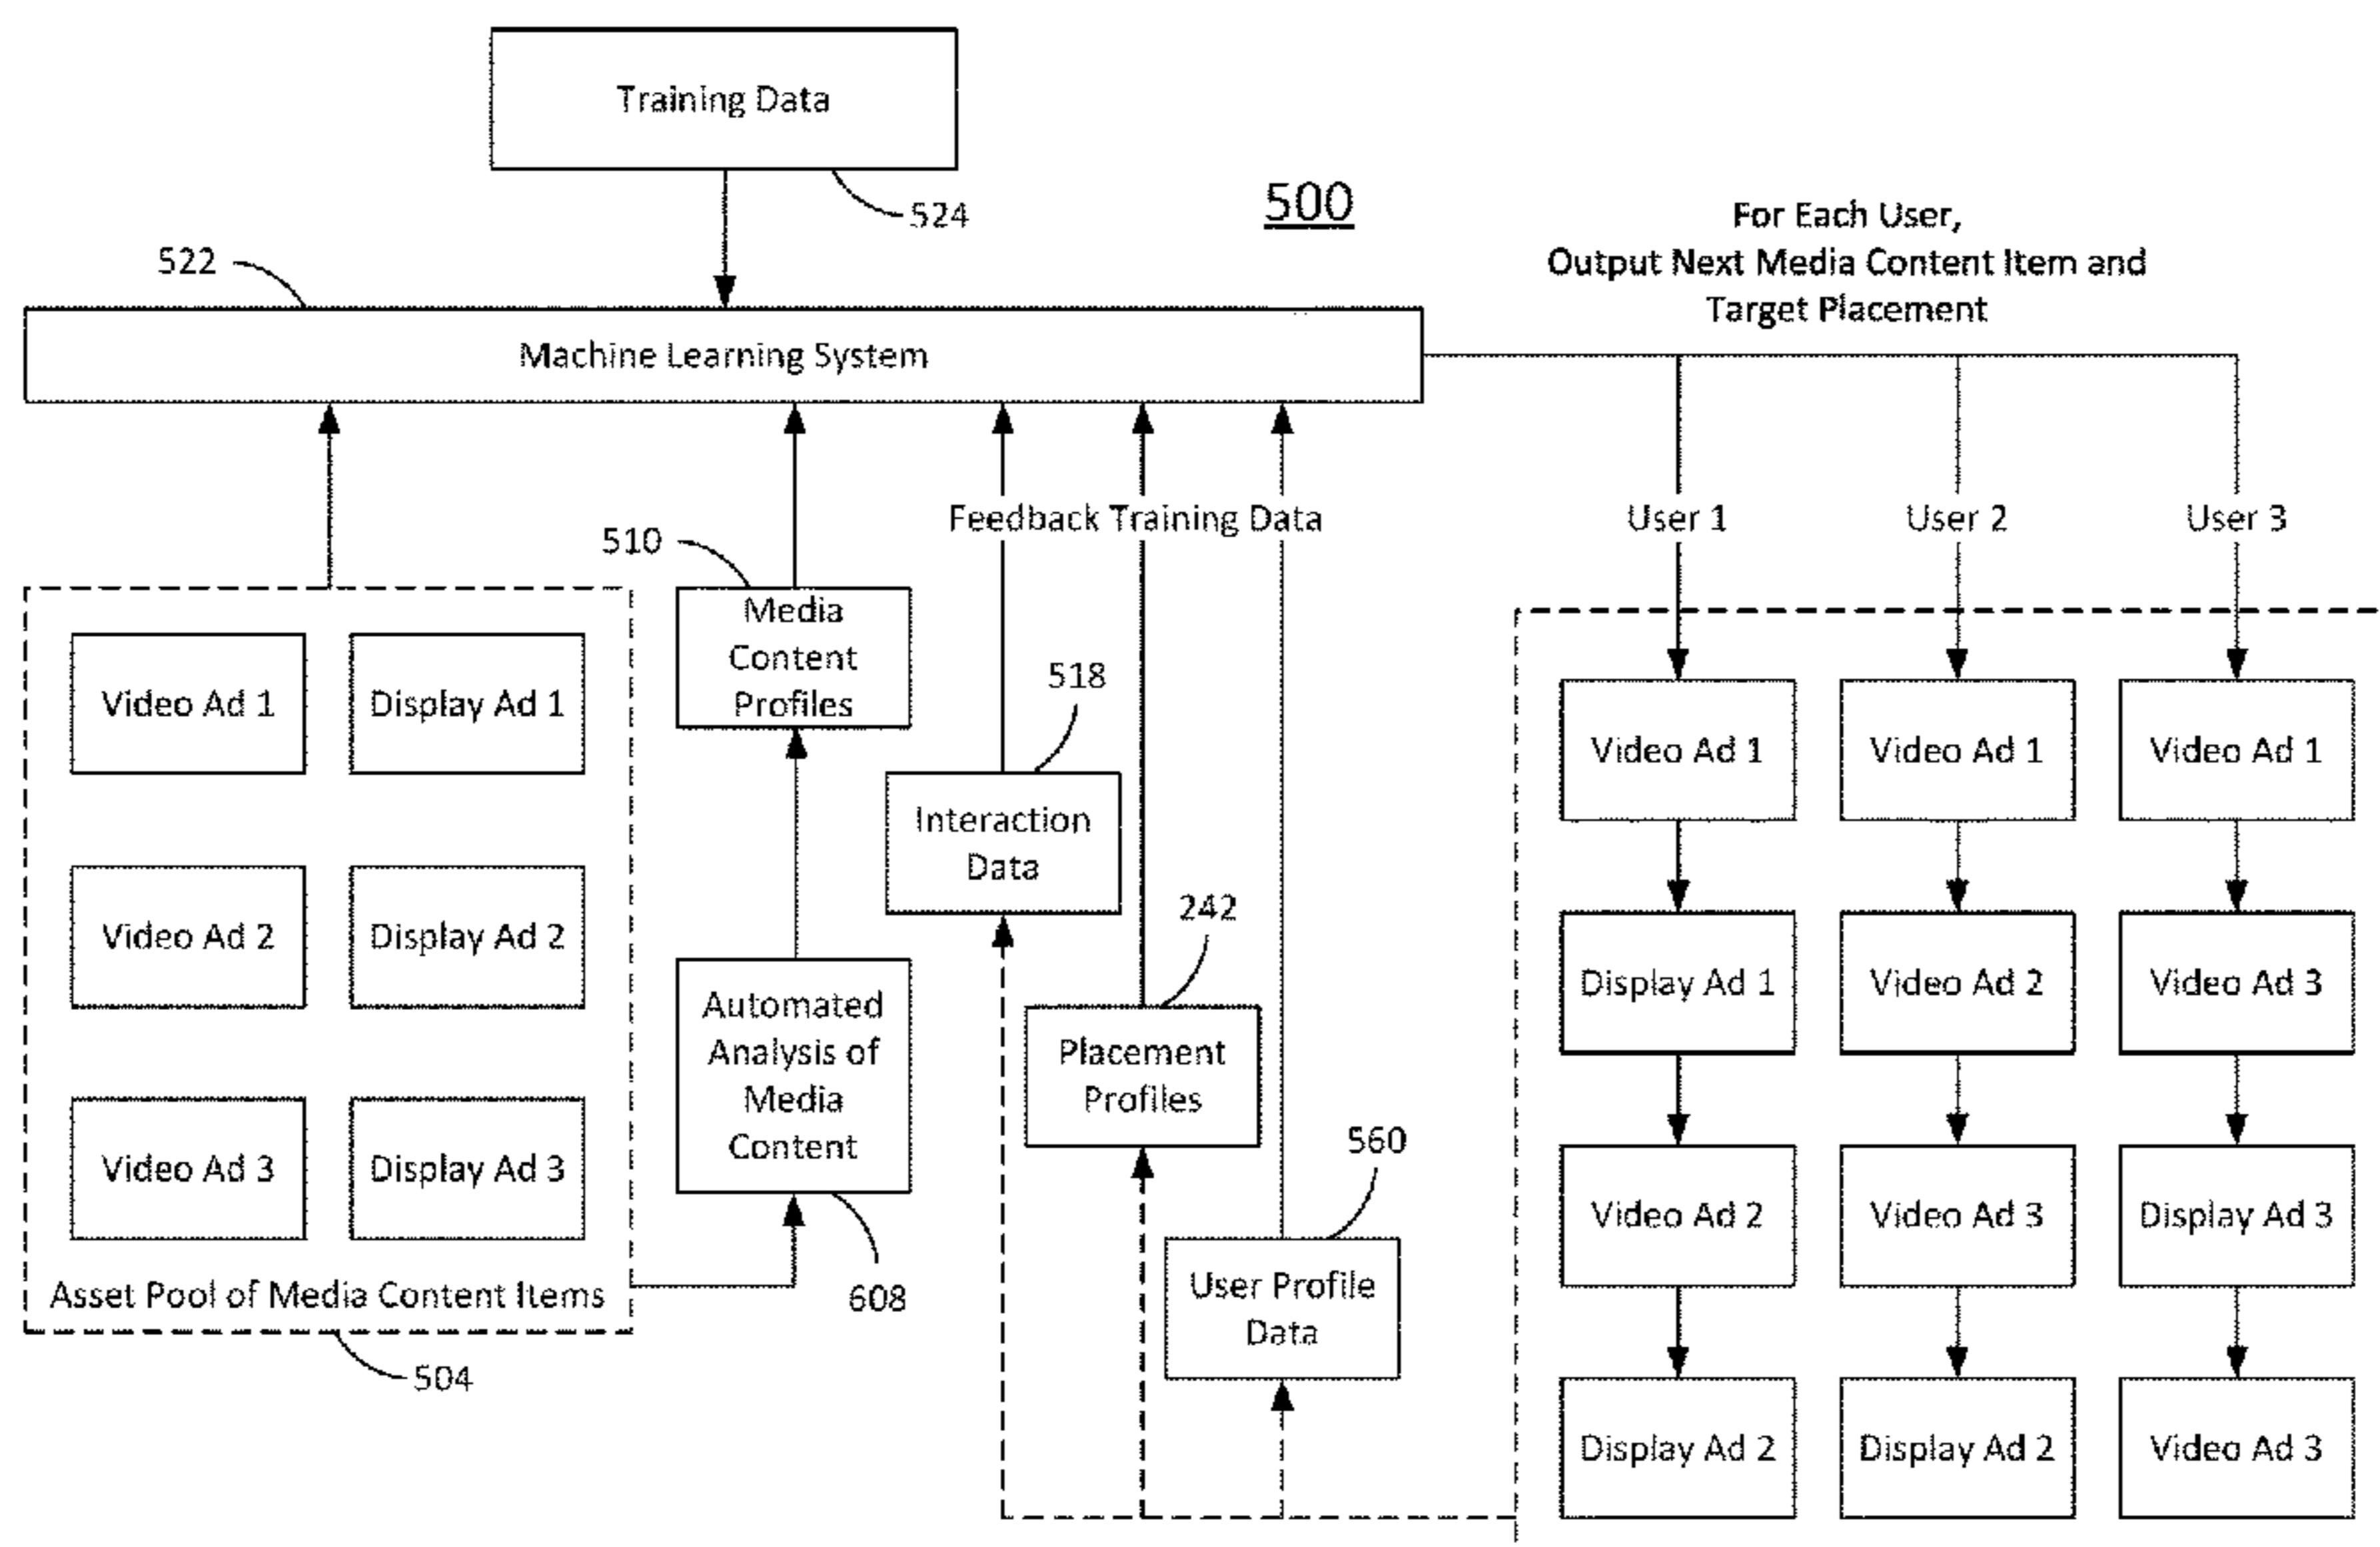 Training Data
524
500
For Each User,
Output Next Media Content Item and
Target Placement
522
Machine Learning System
Feedback Training Data
User 1
User 2
User 3
510
Media
Content
Profiles
518
Video Ad 1
Display Ad 1
Video Ad 1
Video Ad 1
Video Ad 1
Interaction
Data
242
Video Ad 2
Display Ad 2
Automated
Analysis of
Media
Content
Display Ad 1
Video Ad 2
Video Ad 3
Placement
Profiles
560
Video Ad 3
Display Ad 3
Video Ad 2
Video Ad 3
Display Ad 3
Asset Pool of Media Content Items
608
User Profile
Data
504
Display Ad 2
Display Ad 2
Video Ad 3